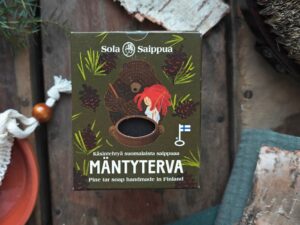 Sola Saippua
Käsintehtyä suomalaista saippuaa
MÄNTYTERVA
Pine tar soap handmade in Finland